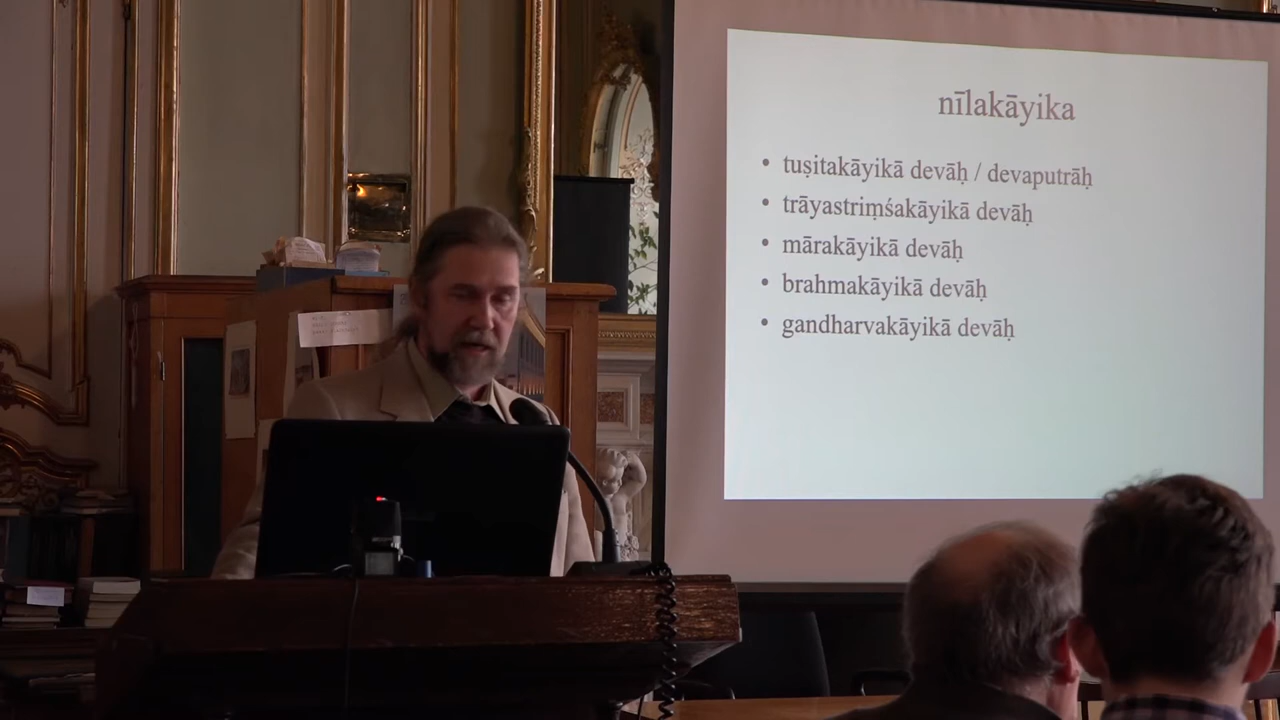 nīlakāyika
• tuṣitakāyikā devāḥ / devaputrāḥ
• trāyastriṃśakāyikā devāḥ
• mārakāyikā devāḥ
• brahmakāyikā devāḥ
• gandharvakāyikā devāḥ